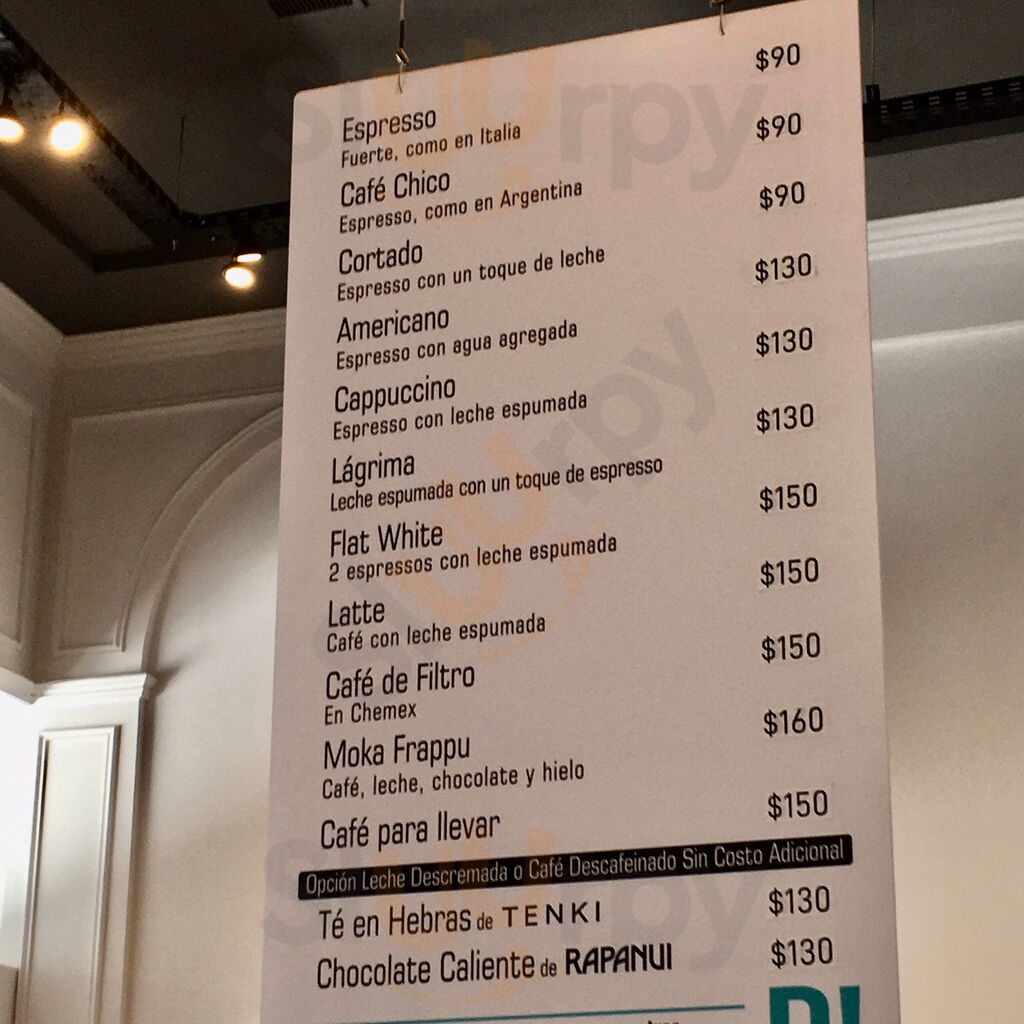 Espresso $90
Fuerte, como en Italia
Café Chico $90
Espresso, como en Argentina
Cortado $90
Espresso con un toque de leche
Americano $130
Espresso con agua agregada
Cappuccino $130
Espresso con leche espumada
Lágrima $130
Leche espumada con un toque de espresso
Flat White $150
2 espressos con leche espumada
Latte $150
Café con leche espumada
Café de Filtro $150
En Chemex
Moka Frappu $160
Café, leche, chocolate y hielo
Café para llevar $150
Opción Leche Descremada o Café Descafeinado Sin Costo Adicional
Té en Hebras de TENKI $130
Chocolate Caliente de RAPANUI $130